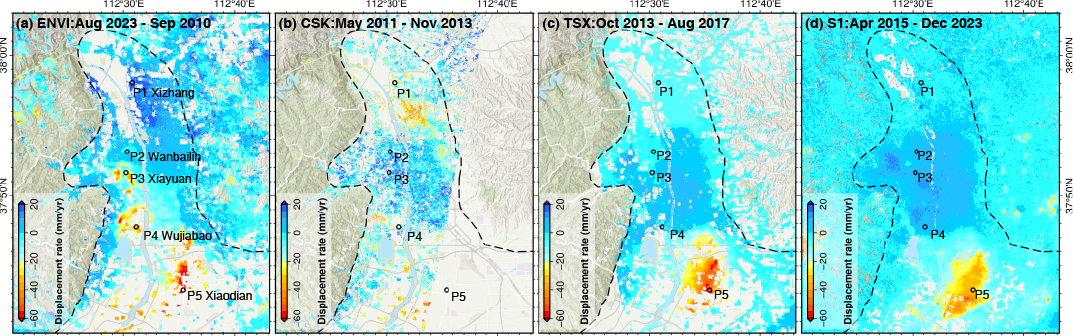 112°30'E 112°40'E 112°30'E 112°40'E 112°30'E 112°40'E 112°30'E 112°40'E
(a) ENVI:Aug 2023 - Sep 2010
(b) CSK:May 2011 - Nov 2013
(c) TSX:Oct 2013 - Aug 2017
(d) S1:Apr 2015 - Dec 2023
38°00'N
37°50'N
P1 Xizhang
P2 Wanbailin
P3 Xiayuan
P4 Wujiabao
P5 Xiaodian
20
0
−20
−40
−60
Displacement rate (mm/yr)
P1
P2
P3
P4
P5
20
0
−20
−40
−60
Displacement rate (mm/yr)
P1
P2
P3
P4
P5
20
0
−20
−40
−60
Displacement rate (mm/yr)
P1
P2
P3
P4
P5
20
0
−20
−40
−60
Displacement rate (mm/yr)
38°00'N
37°50'N